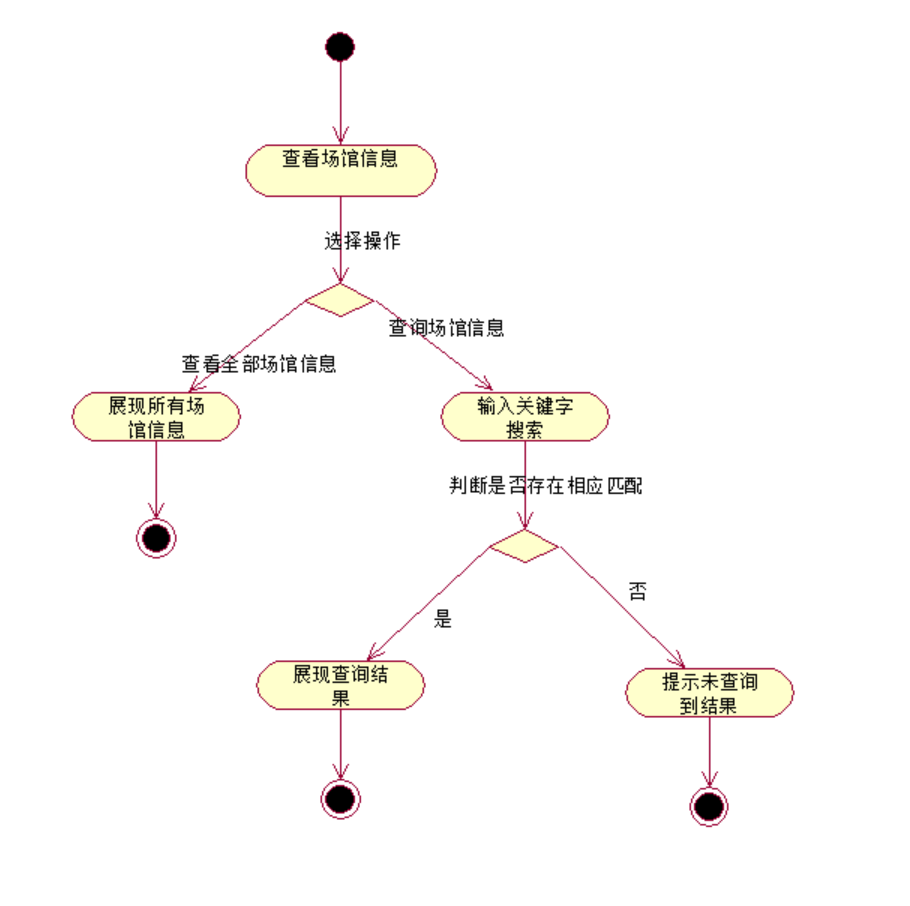 查看场馆信息
选择操作
查询场馆信息
查看全部场馆信息
展现所有场
馆信息
输入关键字
搜索
判断是否存在相应匹配
是
否
展现查询结
果
提示未查询
到结果